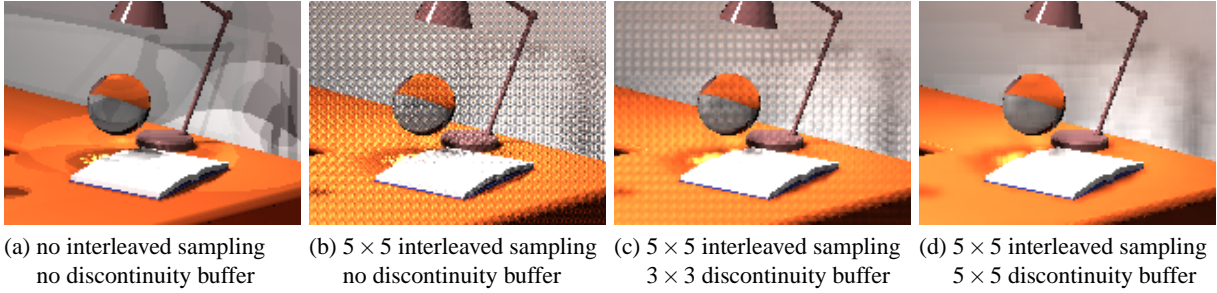 (a) no interleaved sampling
no discontinuity buffer
(b) 5 × 5 interleaved sampling
no discontinuity buffer
(c) 5 × 5 interleaved sampling
3 × 3 discontinuity buffer
(d) 5 × 5 interleaved sampling
5 × 5 discontinuity buffer